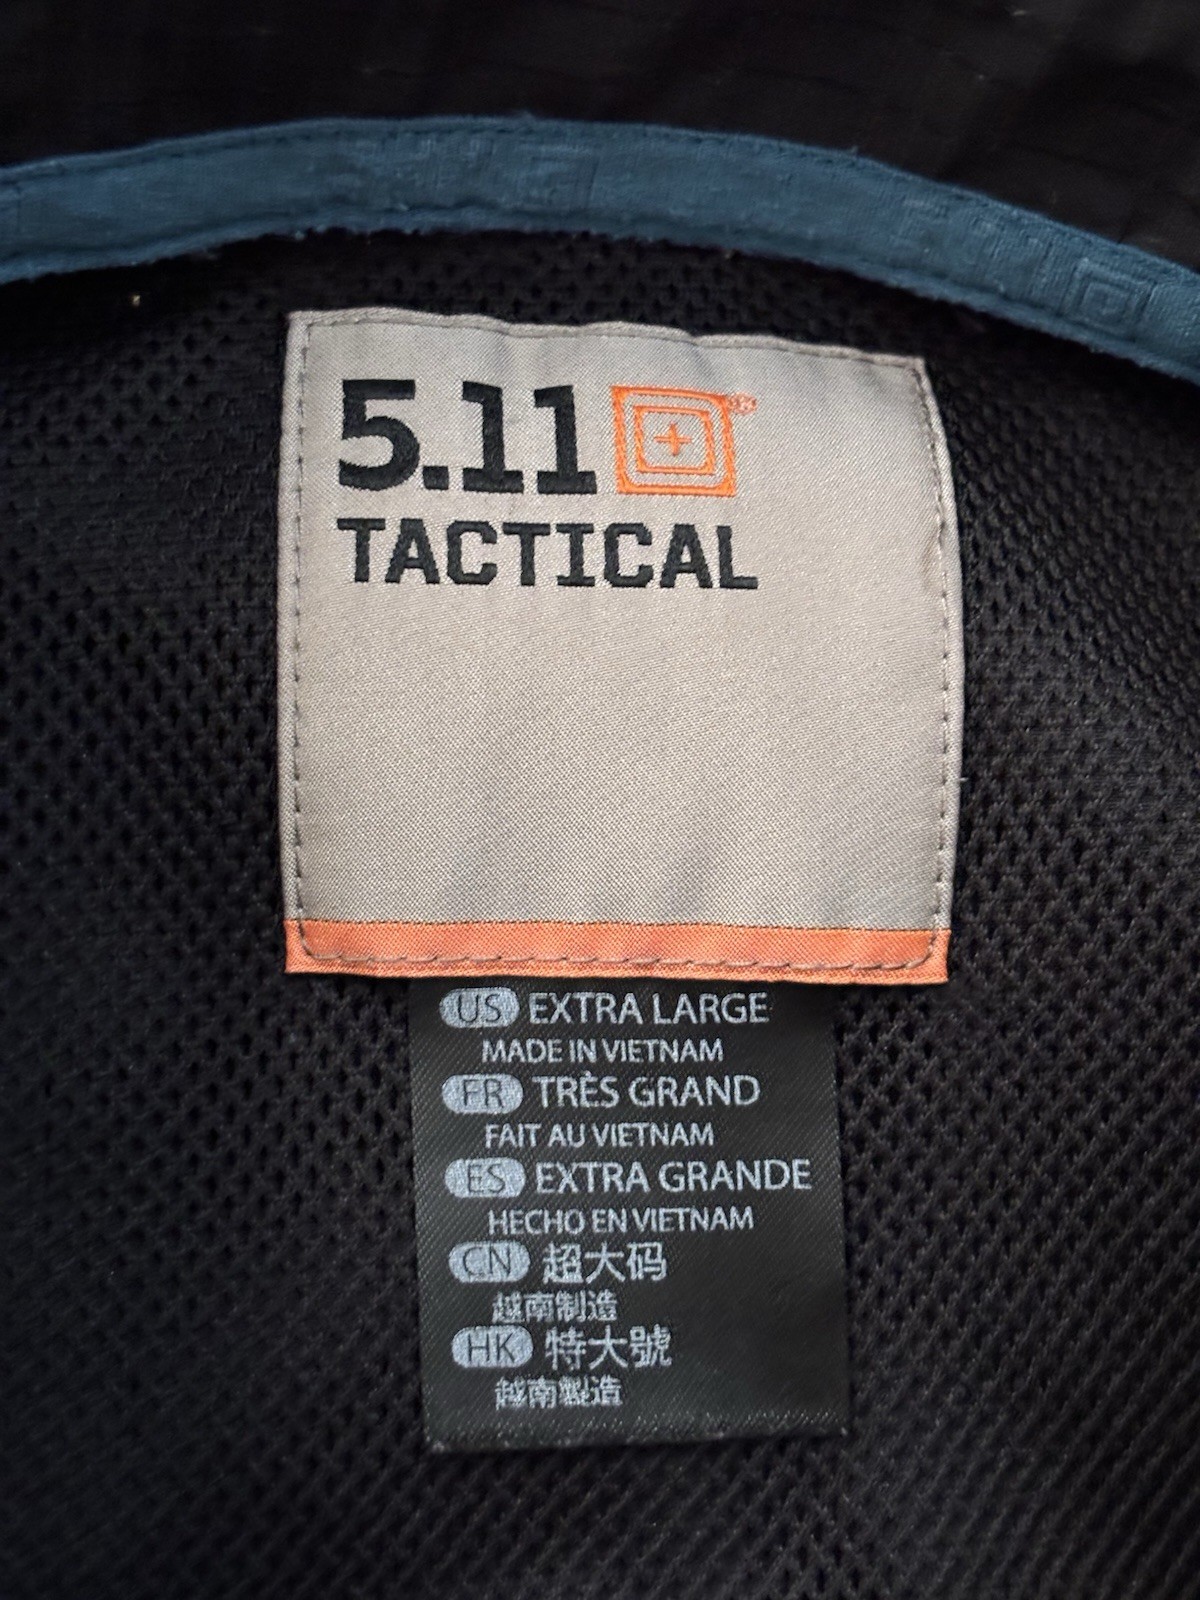 5.11®
TACTICAL
US EXTRA LARGE
MADE IN VIETNAM
FR TRÈS GRAND
FAIT AU VIETNAM
ES EXTRA GRANDE
HECHO EN VIETNAM
CN 超大码
越南制造
HK 特大號
越南製造